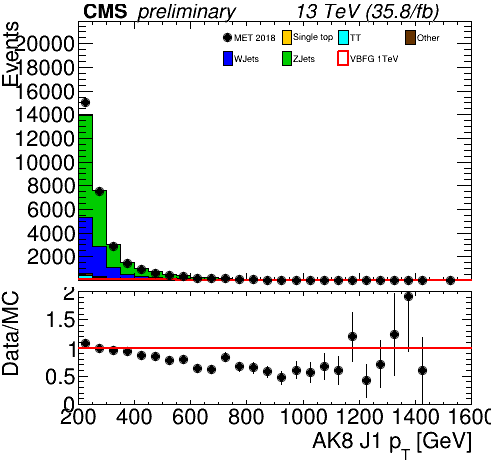 CMS preliminary 13 TeV (35.8/fb)
Events
20000
18000
16000
14000
12000
10000
8000
6000
4000
2000
MET 2018 Single top TT Other
WJets ZJets VBFG 1TeV
Data/MC
2
1.5
1
0.5
0
200 400 600 800 1000 1200 1400 1600
AK8 J1 p_T [GeV]